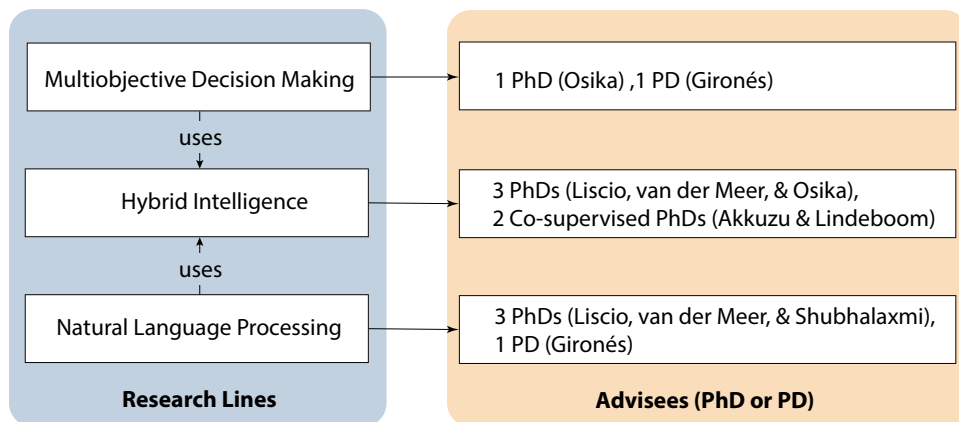 Multiobjective Decision Making
1 PhD (Osika) ,1 PD (Gironés)
uses
Hybrid Intelligence
3 PhDs (Liscio, van der Meer, & Osika),
2 Co-supervised PhDs (Akkuzu & Lindeboom)
uses
Natural Language Processing
3 PhDs (Liscio, van der Meer, & Shubhalaxmi),
1 PD (Gironés)
Research Lines
Advisees (PhD or PD)